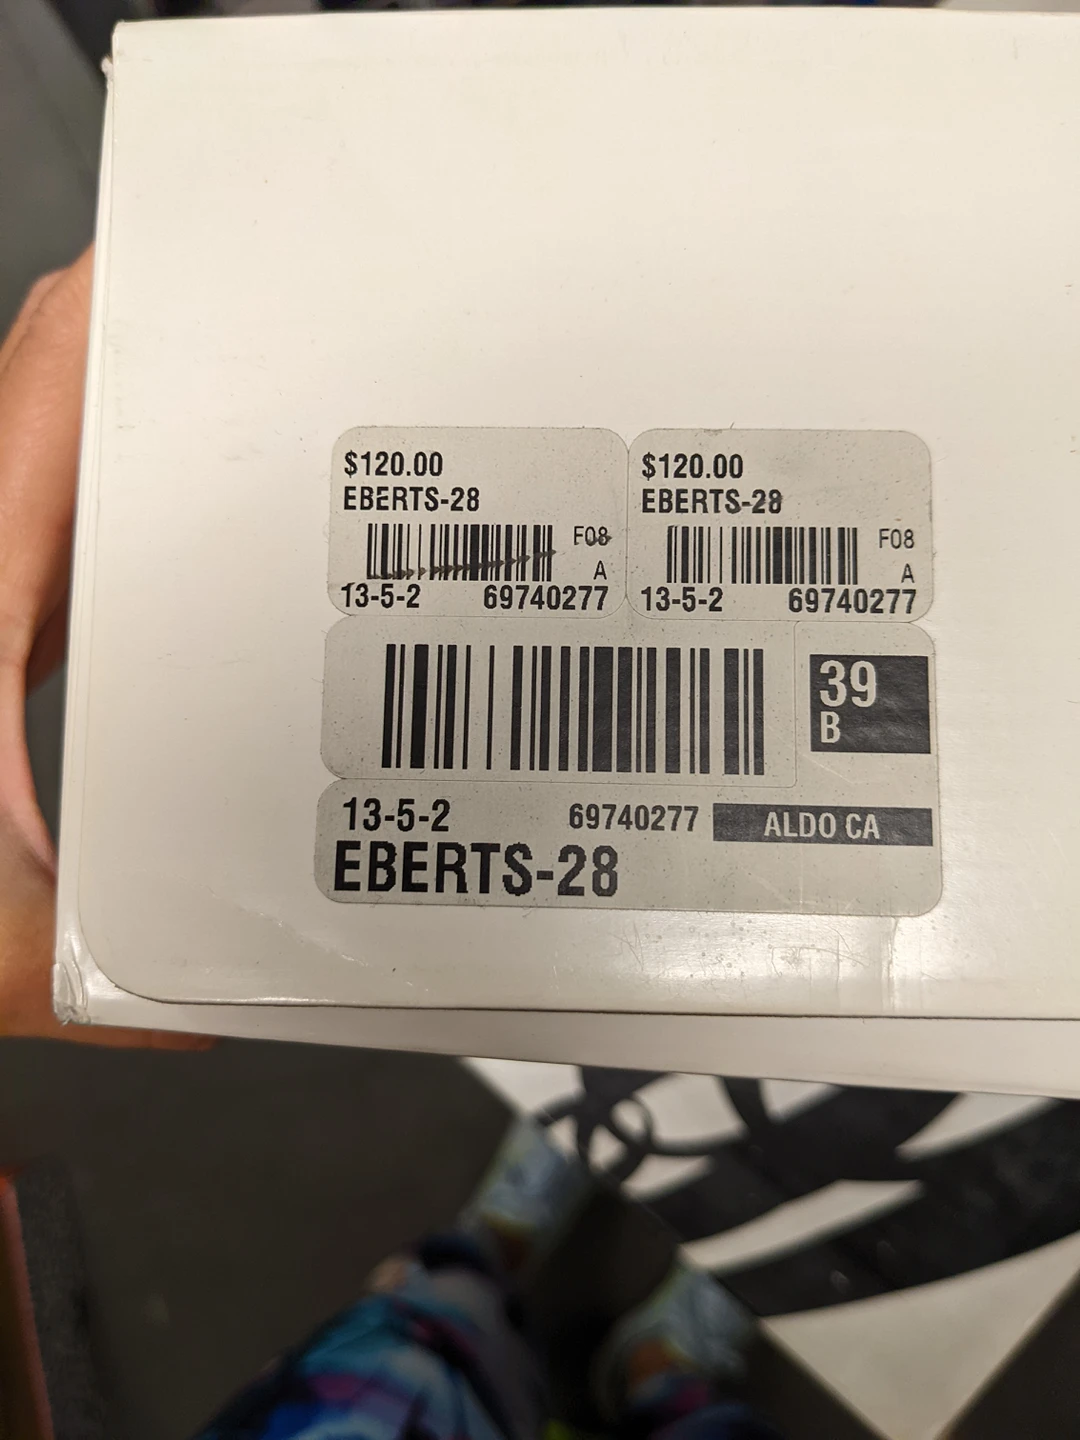 $120.00
EBERTS-28
F08
A
13-5-2 69740277
$120.00
EBERTS-28
F08
A
13-5-2 69740277
39
B
13-5-2 69740277 ALDO CA
EBERTS-28